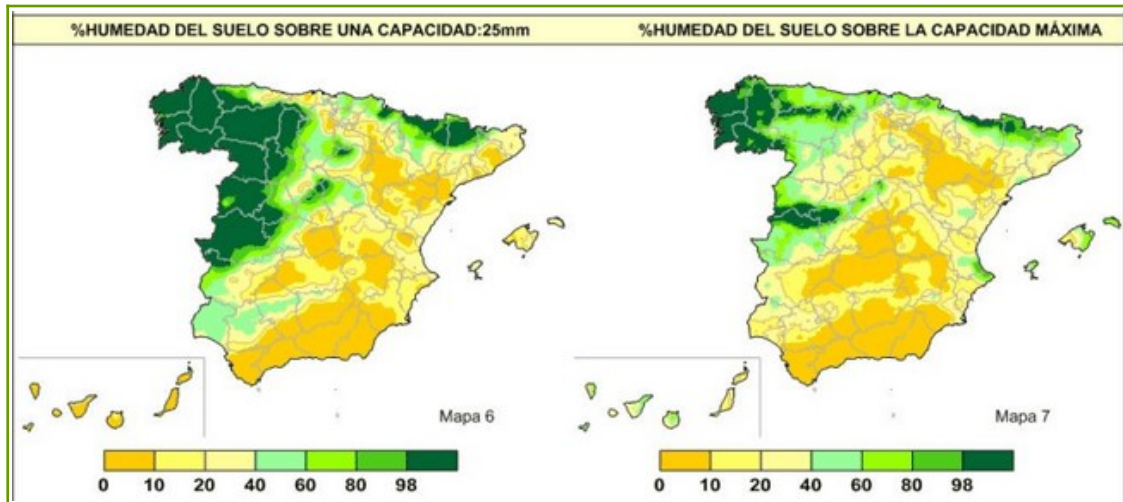 %HUMEDAD DEL SUELO SOBRE UNA CAPACIDAD:25mm
%HUMEDAD DEL SUELO SOBRE LA CAPACIDAD MÁXIMA
Mapa 6
Mapa 7
0 10 20 40 60 80 98
0 10 20 40 60 80 98